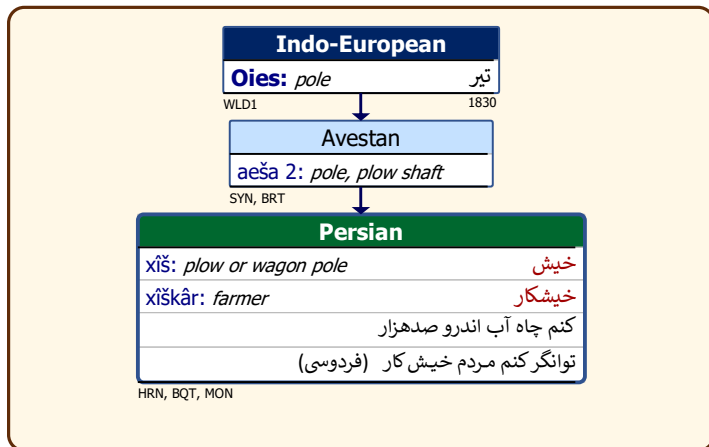 Indo-European
Oies: pole تیر
WLD1 1830
Avestan
aeša 2: pole, plow shaft
SYN, BRT
Persian
xîš: plow or wagon pole خیش
xîškâr: farmer خیشکار
کنم چاه آب اندرو صدهزار
توانگر کنم مردم خیش کار (فردوسی)
HRN, BQT, MON